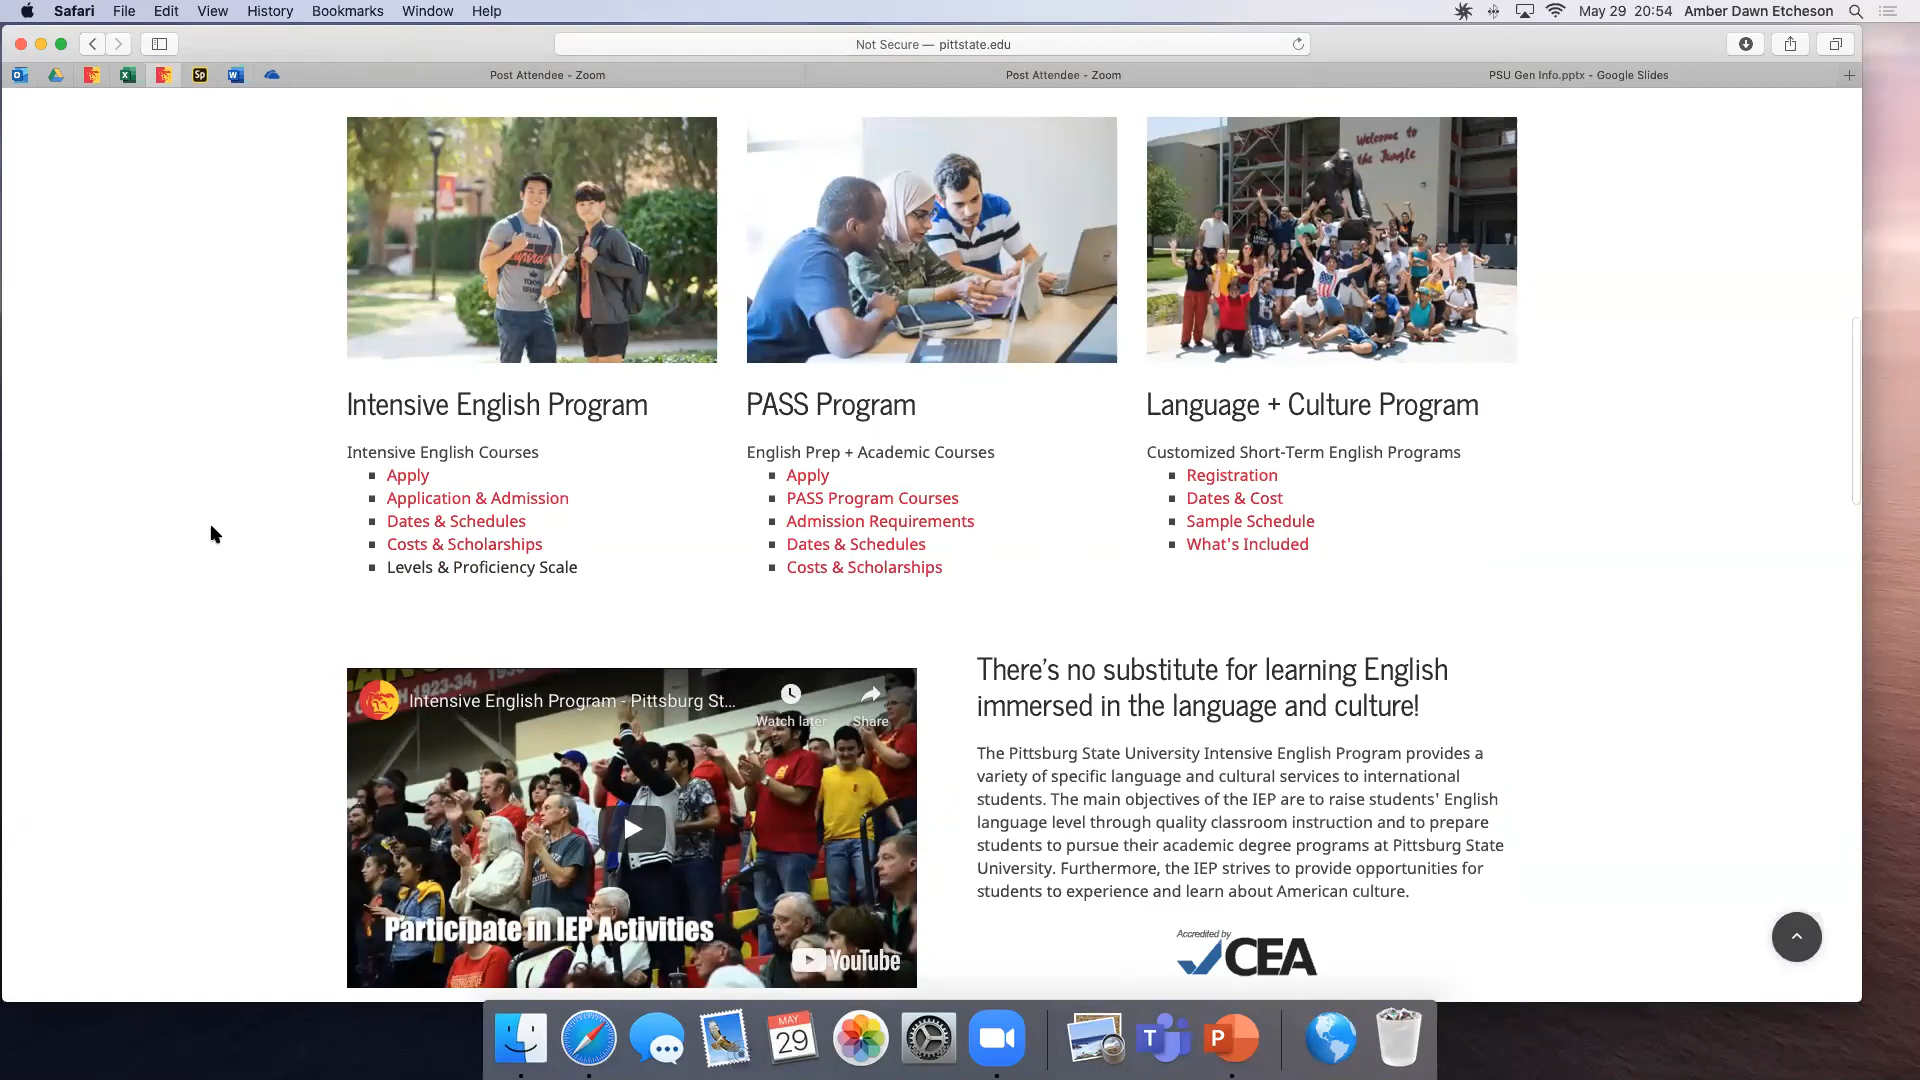 Safari File Edit View History Bookmarks Window Help
May 29 20:54 Amber Dawn Etcheson
Not Secure — pittstate.edu
Post Attendee - Zoom
Post Attendee - Zoom
PSU Gen Info.pptx - Google Slides
Welcome to
the Jungle
Intensive English Program
Intensive English Courses
Apply
Application & Admission
Dates & Schedules
Costs & Scholarships
Levels & Proficiency Scale
PASS Program
English Prep + Academic Courses
Apply
PASS Program Courses
Admission Requirements
Dates & Schedules
Costs & Scholarships
Language + Culture Program
Customized Short-Term English Programs
Registration
Dates & Cost
Sample Schedule
What's Included
1923-34, 193
Intensive English Program - Pittsburg St...
Watch later
Share
Participate in IEP Activities
YouTube
There's no substitute for learning English
immersed in the language and culture!
The Pittsburg State University Intensive English Program provides a
variety of specific language and cultural services to international
students. The main objectives of the IEP are to raise students' English
language level through quality classroom instruction and to prepare
students to pursue their academic degree programs at Pittsburg State
University. Furthermore, the IEP strives to provide opportunities for
students to experience and learn about American culture.
Accredited by
CEA
MAY
29
T
P